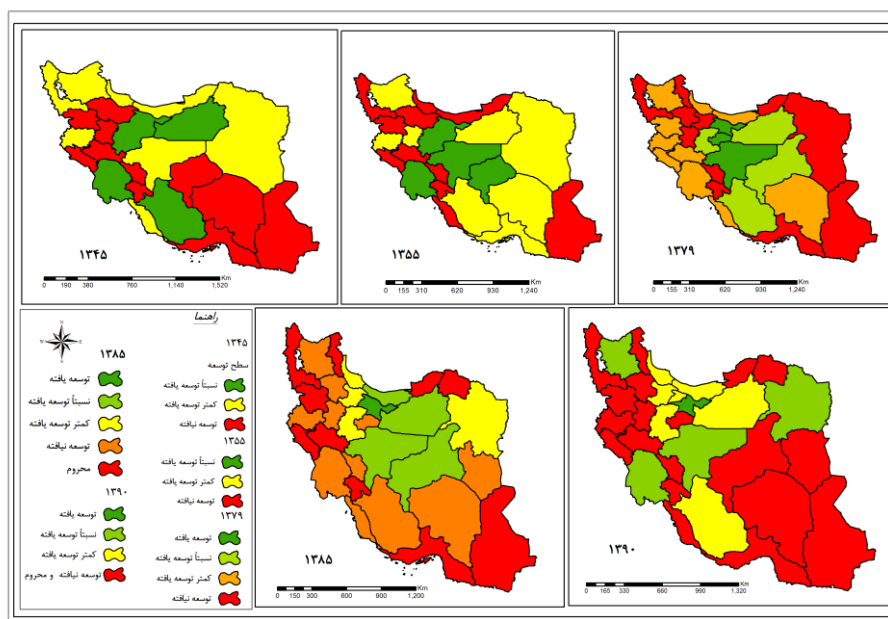 ۱۳۴۵
Km
0 190 380 760 1,140 1,520
۱۳۵۵
Km
0 155 310 620 930 1,240
۱۳۷۹
Km
0 155 310 620 930 1,240
راهنما
۱۳۴۵
سطح توسعه
نسبتاً توسعه یافته
کمتر توسعه یافته
توسعه نیافته
۱۳۵۵
نسبتاً توسعه یافته
کمتر توسعه یافته
توسعه نیافته
۱۳۷۹
توسعه یافته
نسبتاً توسعه یافته
کمتر توسعه یافته
توسعه نیافته
N
۱۳۸۵
توسعه یافته
نسبتاً توسعه یافته
کمتر توسعه یافته
توسعه نیافته
محروم
۱۳۹۰
توسعه یافته
نسبتاً توسعه یافته
کمتر توسعه یافته
توسعه نیافته و محروم
۱۳۸۵
Km
0 150 300 600 900 1,200
۱۳۹۰
Km
0 165 330 660 990 1,320